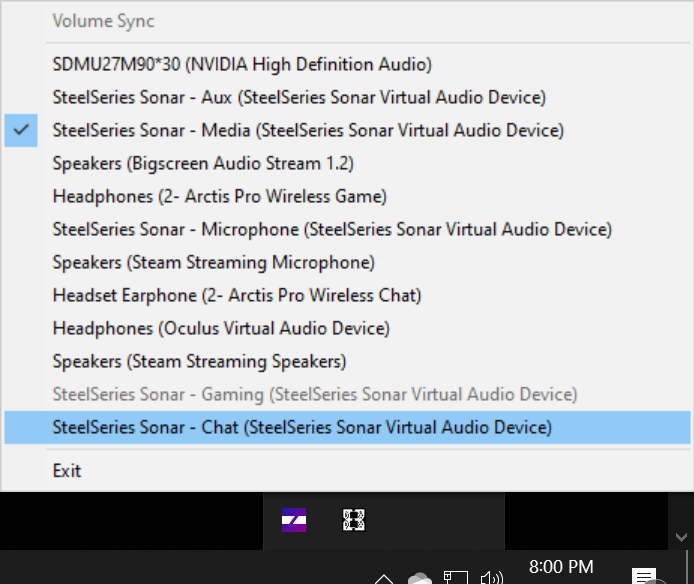 Volume Sync
SDMU27M90*30 (NVIDIA High Definition Audio)
SteelSeries Sonar - Aux (SteelSeries Sonar Virtual Audio Device)
SteelSeries Sonar - Media (SteelSeries Sonar Virtual Audio Device)
Speakers (Bigscreen Audio Stream 1.2)
Headphones (2- Arctis Pro Wireless Game)
SteelSeries Sonar - Microphone (SteelSeries Sonar Virtual Audio Device)
Speakers (Steam Streaming Microphone)
Headset Earphone (2- Arctis Pro Wireless Chat)
Headphones (Oculus Virtual Audio Device)
Speakers (Steam Streaming Speakers)
SteelSeries Sonar - Gaming (SteelSeries Sonar Virtual Audio Device)
SteelSeries Sonar - Chat (SteelSeries Sonar Virtual Audio Device)
Exit
8:00 PM